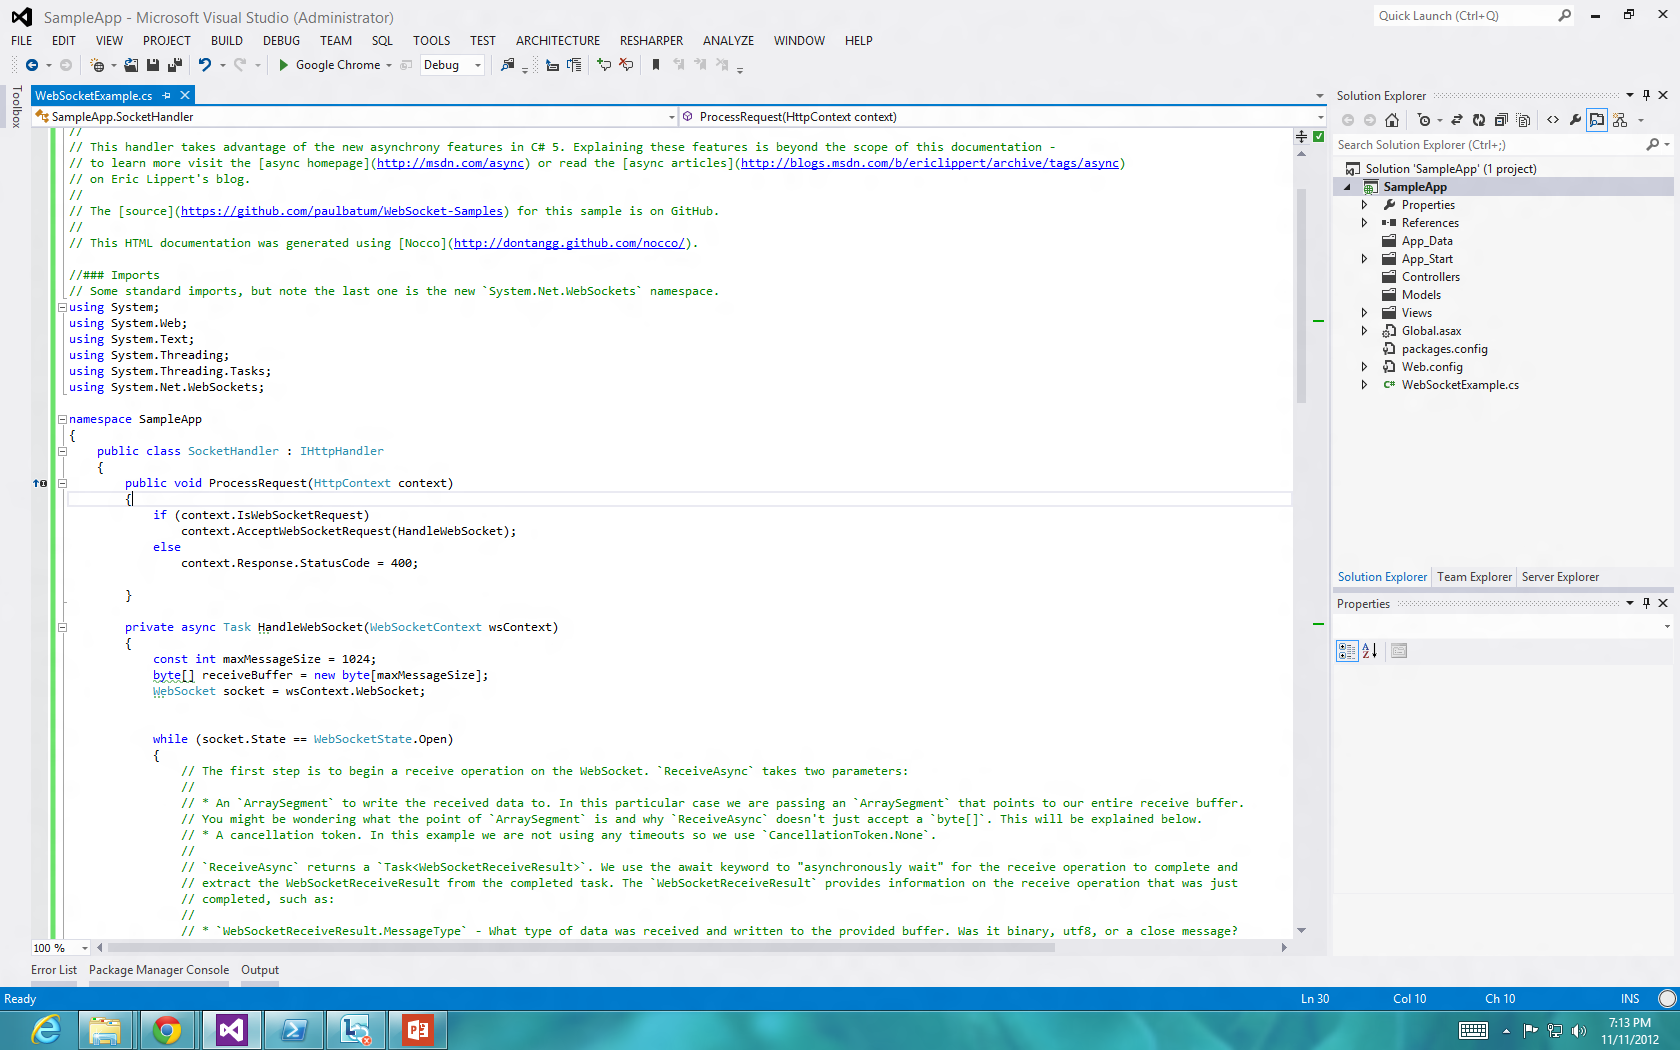 SampleApp - Microsoft Visual Studio (Administrator)
Quick Launch (Ctrl+Q)
FILE EDIT VIEW PROJECT BUILD DEBUG TEAM SQL TOOLS TEST ARCHITECTURE RESHARPER ANALYZE WINDOW HELP
Google Chrome Debug
Toolbox
WebSocketExample.cs
SampleApp.SocketHandler
ProcessRequest(HttpContext context)
//
// This handler takes advantage of the new asynchrony features in C# 5. Explaining these features is beyond the scope of this documentation -
// to learn more visit the [async homepage](http://msdn.com/async) or read the [async articles](http://blogs.msdn.com/b/ericlippert/archive/tags/async)
// on Eric Lippert's blog.
//
// The [source](https://github.com/paulbatum/WebSocket-Samples) for this sample is on GitHub.
//
// This HTML documentation was generated using [Nocco](http://dontangg.github.com/nocco/).
//### Imports
// Some standard imports, but note the last one is the new `System.Net.WebSockets` namespace.
using System;
using System.Web;
using System.Text;
using System.Threading;
using System.Threading.Tasks;
using System.Net.WebSockets;
namespace SampleApp
{
public class SocketHandler : IHttpHandler
{
public void ProcessRequest(HttpContext context)
{
if (context.IsWebSocketRequest)
context.AcceptWebSocketRequest(HandleWebSocket);
else
context.Response.StatusCode = 400;
}
private async Task HandleWebSocket(WebSocketContext wsContext)
{
const int maxMessageSize = 1024;
byte[] receiveBuffer = new byte[maxMessageSize];
WebSocket socket = wsContext.WebSocket;
while (socket.State == WebSocketState.Open)
{
// The first step is to begin a receive operation on the WebSocket. `ReceiveAsync` takes two parameters:
//
// * An `ArraySegment` to write the received data to. In this particular case we are passing an `ArraySegment` that points to our entire receive buffer.
// You might be wondering what the point of `ArraySegment` is and why `ReceiveAsync` doesn't just accept a `byte[]`. This will be explained below.
// * A cancellation token. In this example we are not using any timeouts so we use `CancellationToken.None`.
//
// `ReceiveAsync` returns a `Task<WebSocketReceiveResult>`. We use the await keyword to "asynchronously wait" for the receive operation to complete and
// extract the WebSocketReceiveResult from the completed task. The `WebSocketReceiveResult` provides information on the receive operation that was just
// completed, such as:
//
// * `WebSocketReceiveResult.MessageType` - What type of data was received and written to the provided buffer. Was it binary, utf8, or a close message?
100 %
Error List Package Manager Console Output
Solution Explorer
Search Solution Explorer (Ctrl+;)
Solution 'SampleApp' (1 project)
SampleApp
Properties
References
App_Data
App_Start
Controllers
Models
Views
Global.asax
packages.config
Web.config
C# WebSocketExample.cs
Solution Explorer Team Explorer Server Explorer
Properties
Ready Ln 30 Col 10 Ch 10 INS
7:13 PM
11/11/2012